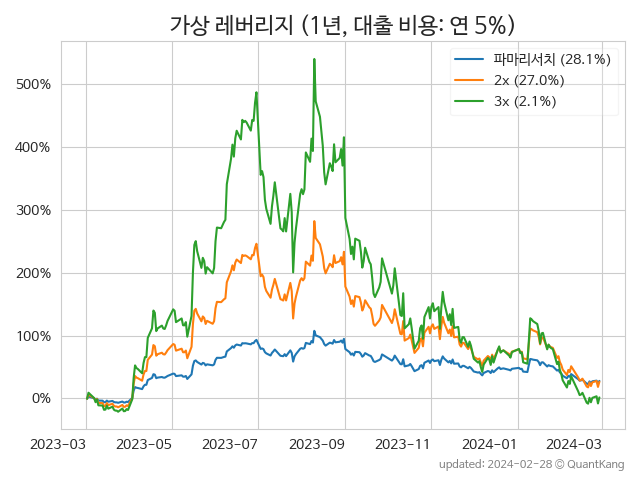 가상 레버리지 (1년, 대출 비용: 연 5%)
파마리서치 (28.1%)
2x (27.0%)
3x (2.1%)
500%
400%
300%
200%
100%
0%
2023-03 2023-05 2023-07 2023-09 2023-11 2024-01 2024-03
updated: 2024-02-28 © QuantKang